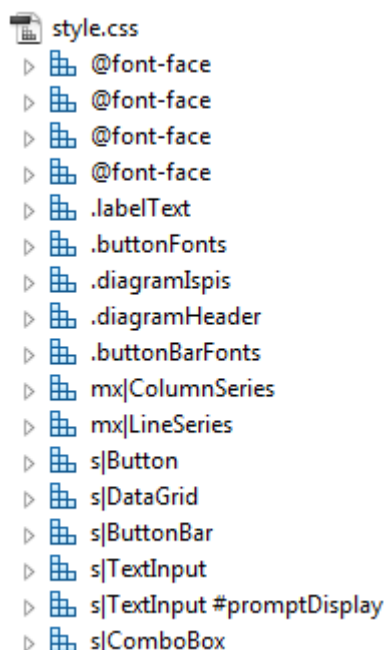 style.css
@font-face
@font-face
@font-face
@font-face
.labelText
.buttonFonts
.diagramIspis
.diagramHeader
.buttonBarFonts
mx|ColumnSeries
mx|LineSeries
s|Button
s|DataGrid
s|ButtonBar
s|TextInput
s|TextInput #promptDisplay
s|ComboBox